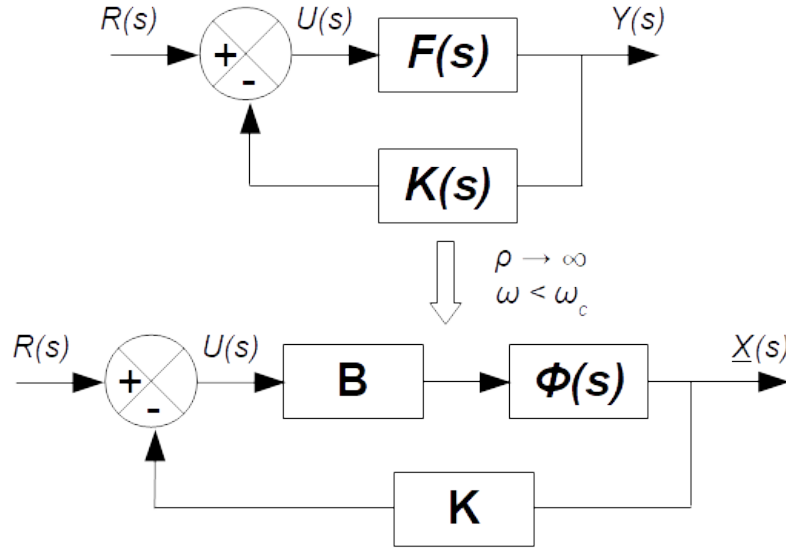 R(s) U(s) Y(s)
+ F(s)
-
K(s)
ρ → ∞
ω < ω_c
R(s) U(s) X(s)
+ B Φ(s)
-
K